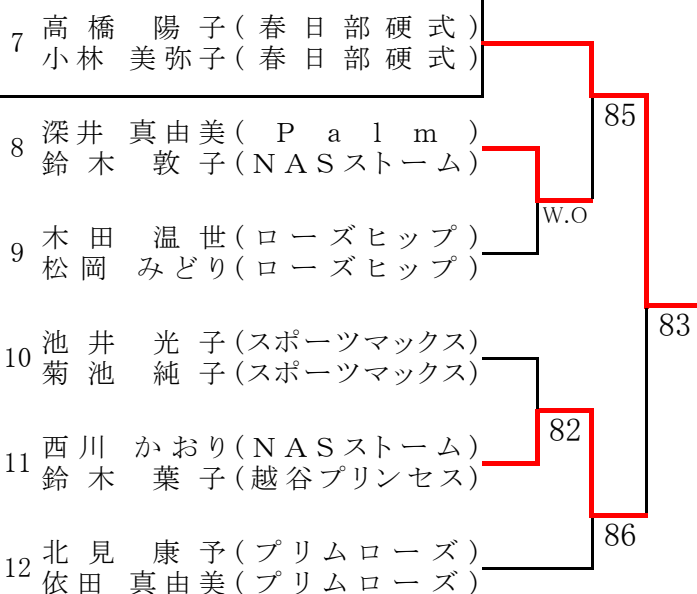 7 高橋 陽子(春日部硬式)
小林 美弥子(春日部硬式)
85
8 深井 真由美(Palm)
鈴木 敦子(NASストーム)
W.O
9 木田 温世(ローズヒップ)
松岡 みどり(ローズヒップ)
83
10 池井 光子(スポーツマックス)
菊池 純子(スポーツマックス)
82
11 西川 かおり(NASストーム)
鈴木 葉子(越谷プリンセス)
86
12 北見 康予(プリムローズ)
依田 真由美(プリムローズ)